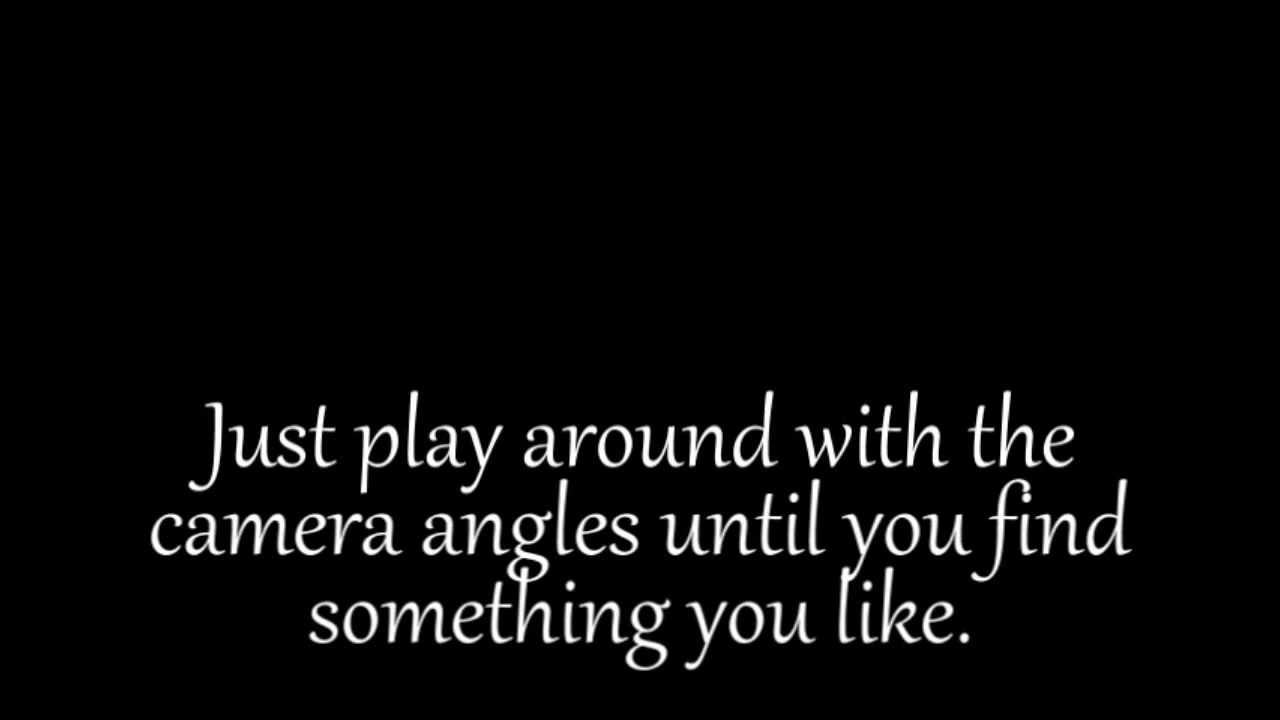 Just play around with the
camera angles until you find
something you like.